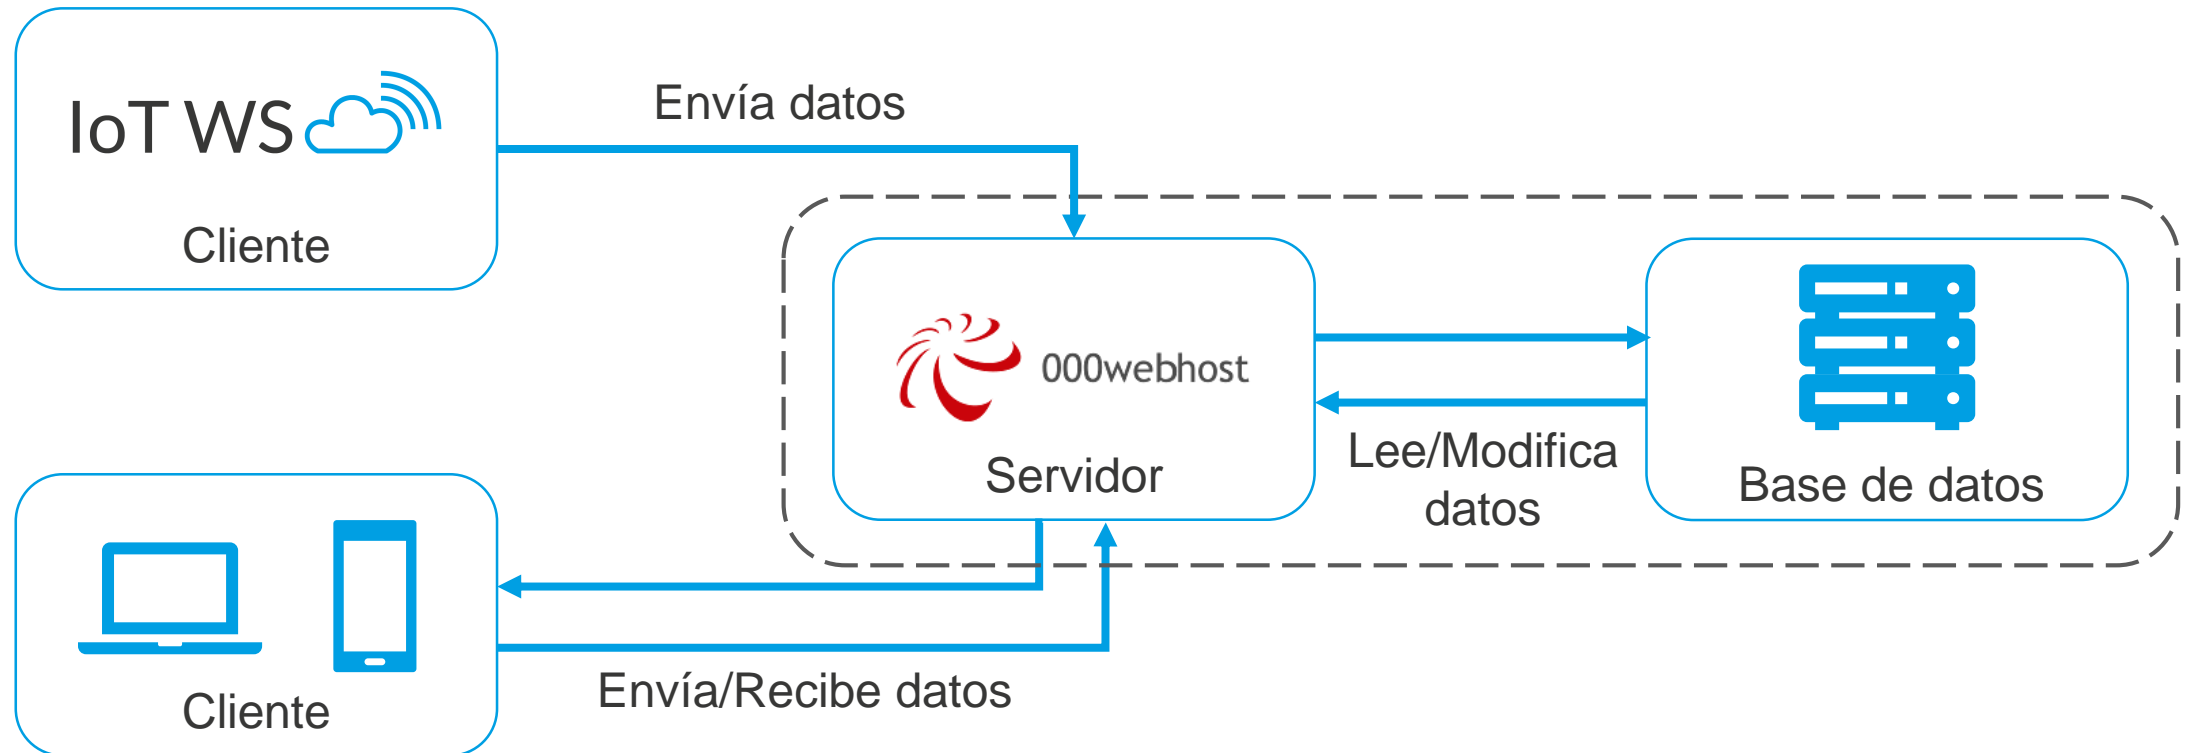 IoT WS
Cliente
Envía datos
000webhost
Servidor
Lee/Modifica
datos
Base de datos
Cliente
Envía/Recibe datos